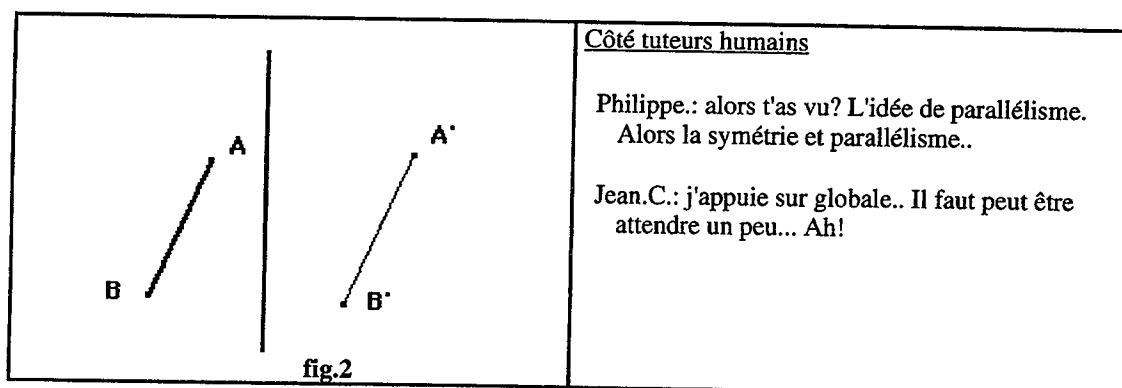 A
A'
B
B'
fig.2
Côté tuteurs humains
Philippe.: alors t'as vu? L'idée de parallélisme.
Alors la symétrie et parallélisme..
Jean.C.: j'appuie sur globale.. Il faut peut être
attendre un peu... Ah!